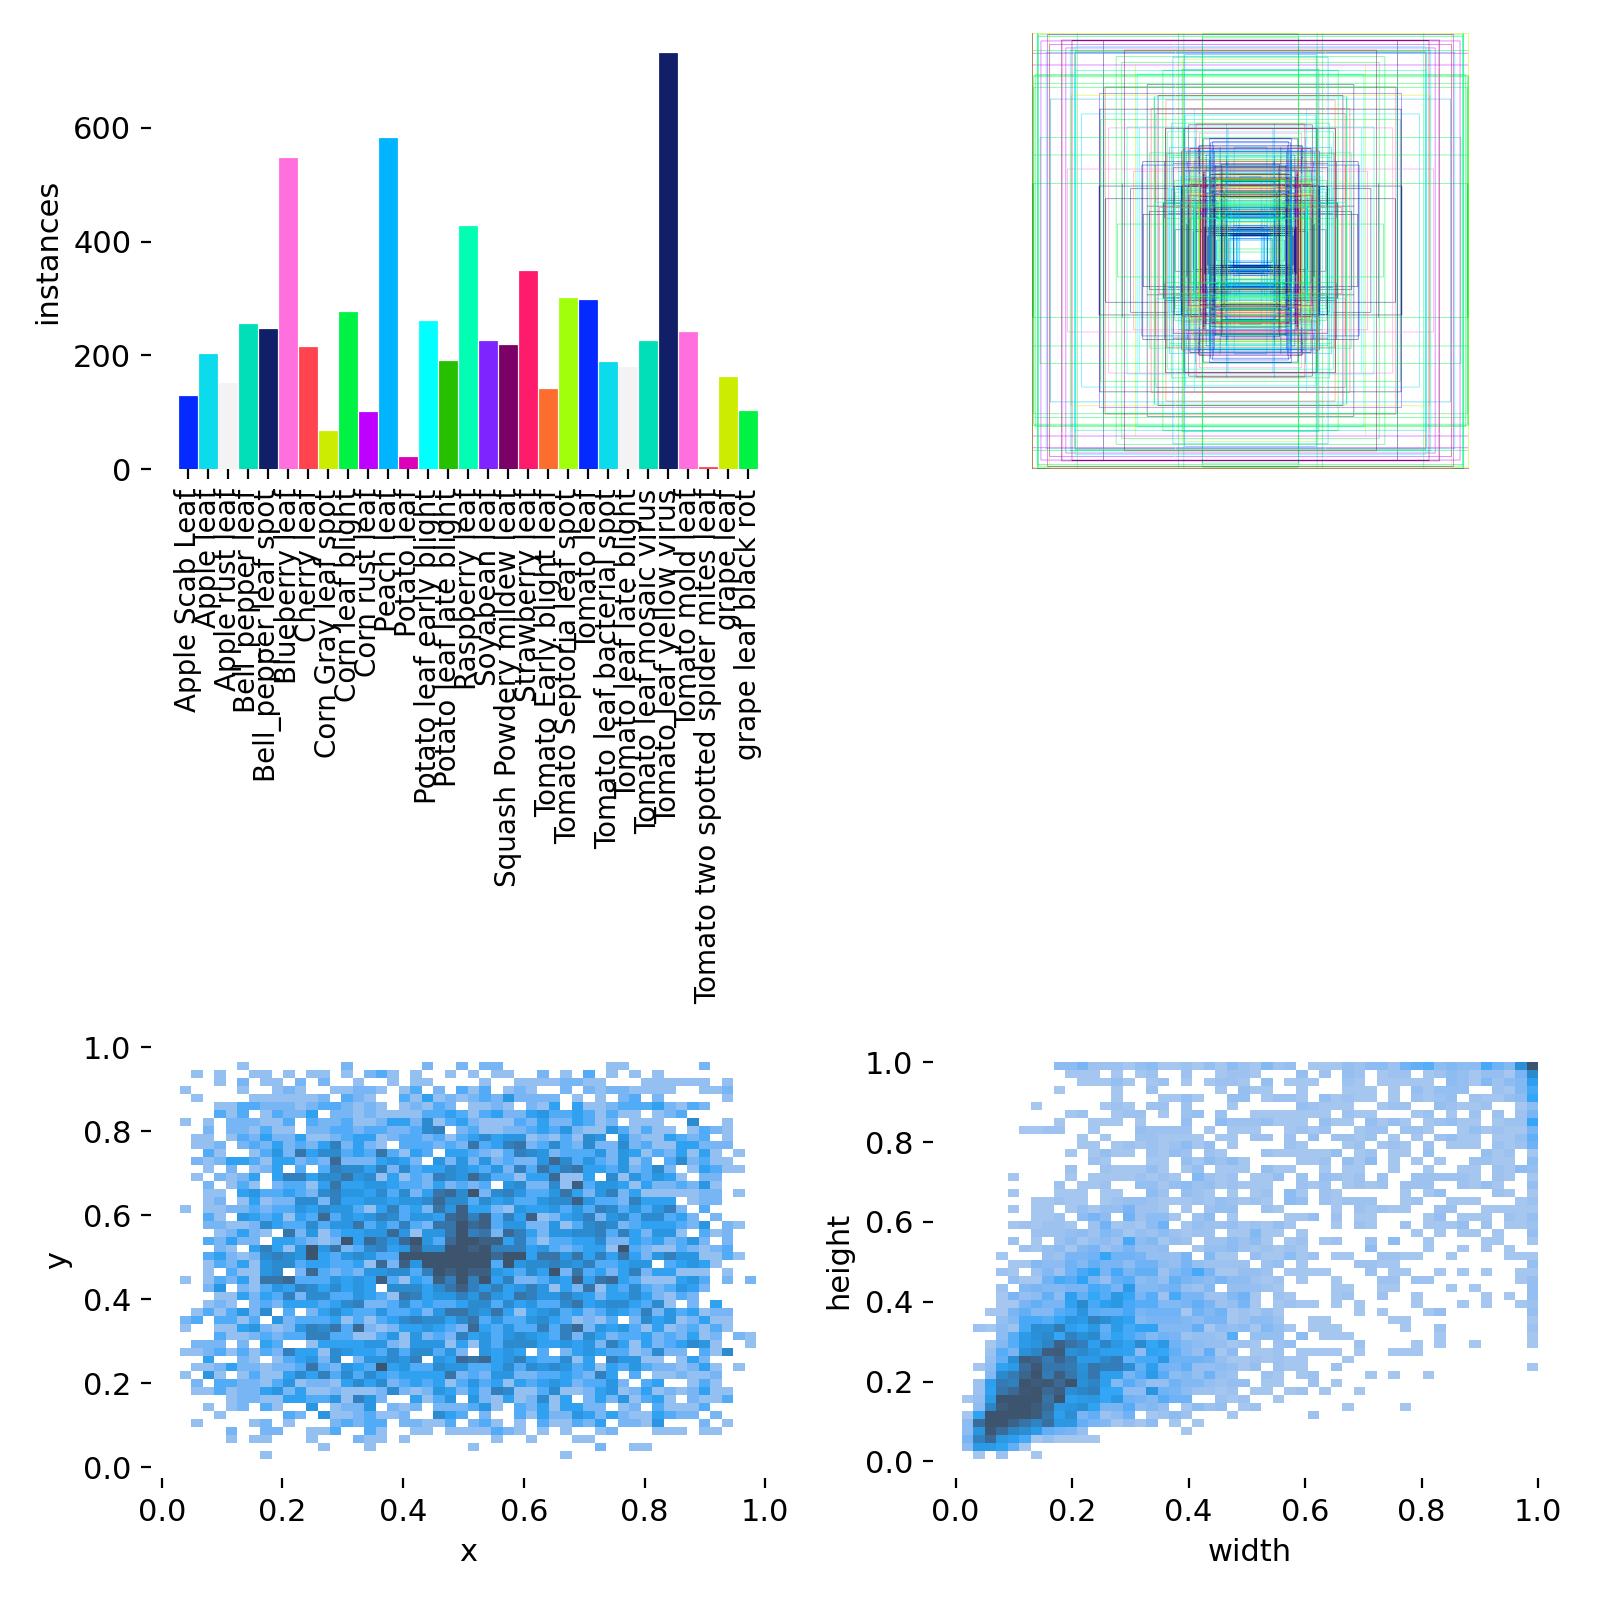 instances
600
400
200
0
Apple Scab Leaf
Apple leaf
Apple rust leaf
Bell_pepper leaf
Bell_pepper leaf spot
Blueberry leaf
Cherry leaf
Corn Gray leaf spot
Corn leaf blight
Corn rust leaf
Peach leaf
Potato leaf
Potato leaf early blight
Potato leaf late blight
Raspberry leaf
Soyabean leaf
Squash Powdery mildew leaf
Strawberry leaf
Tomato Early blight leaf
Tomato Septoria leaf spot
Tomato leaf
Tomato leaf bacterial spot
Tomato leaf late blight
Tomato leaf mosaic virus
Tomato leaf yellow virus
Tomato mold leaf
Tomato two spotted spider mites leaf
grape leaf
grape leaf black rot
y
1.0
0.8
0.6
0.4
0.2
0.0
0.0 0.2 0.4 0.6 0.8 1.0
x
height
1.0
0.8
0.6
0.4
0.2
0.0
0.0 0.2 0.4 0.6 0.8 1.0
width